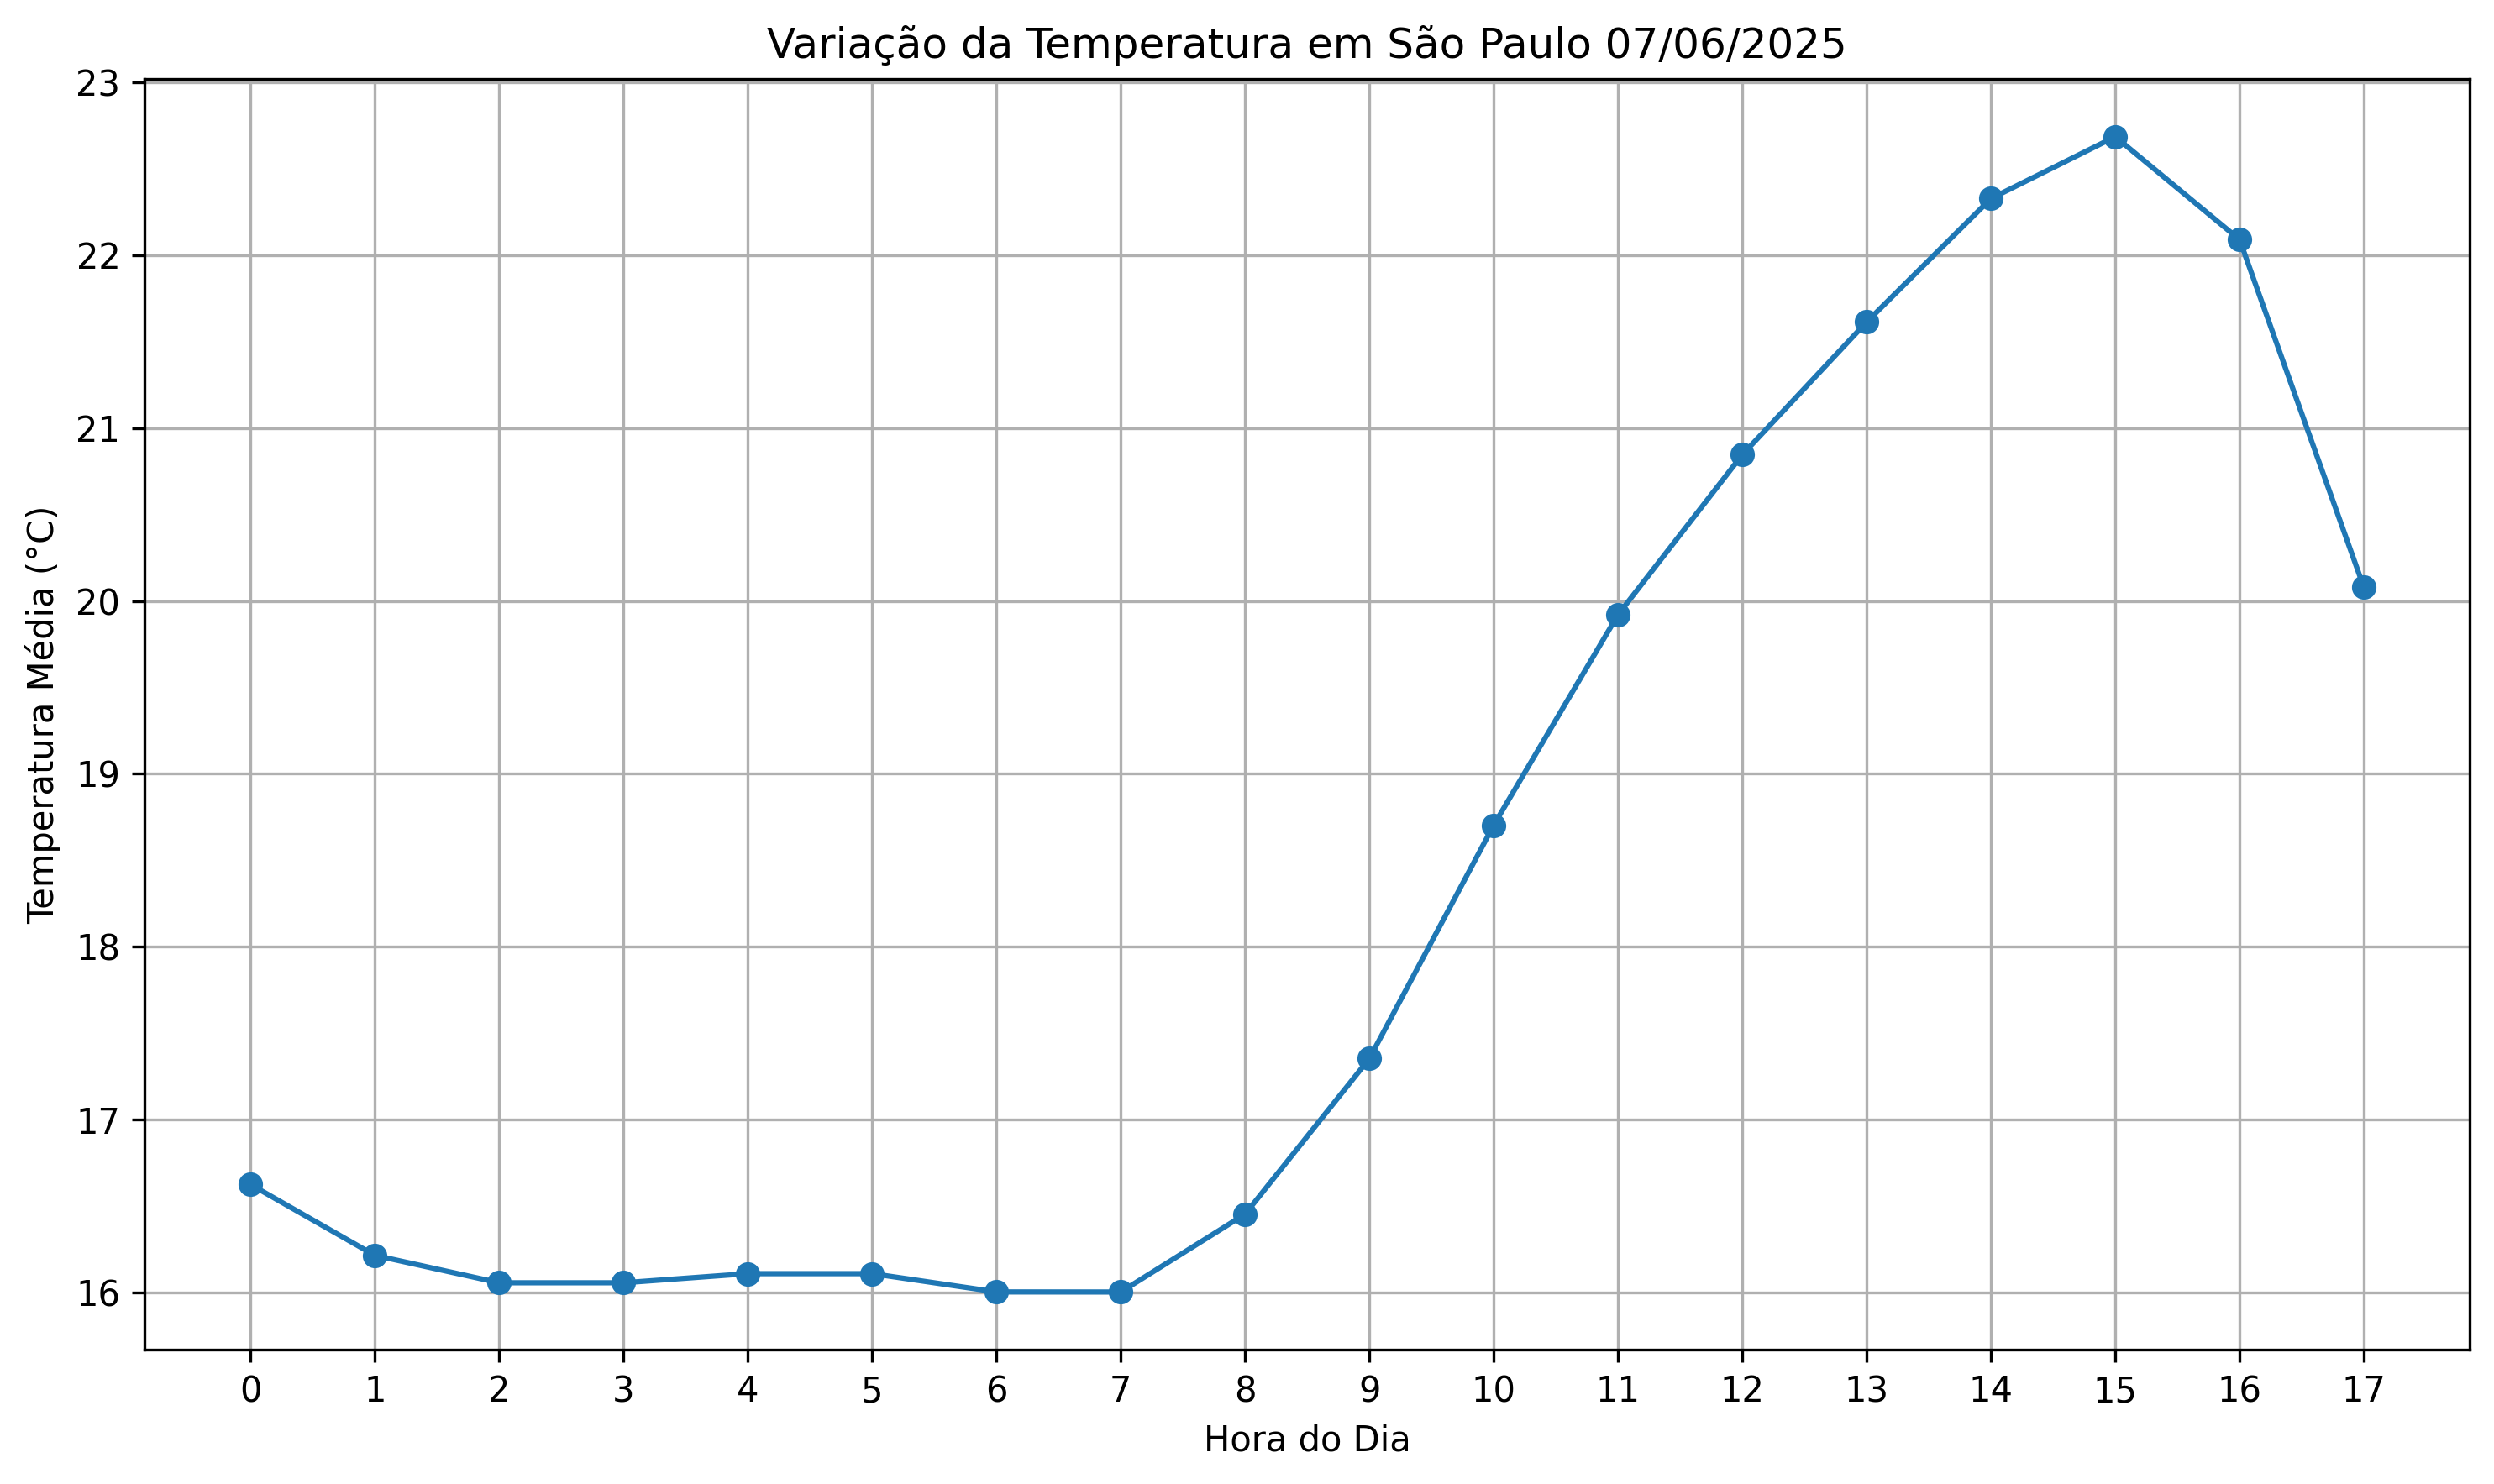 Variação da Temperatura em São Paulo 07/06/2025
23
22
21
20
19
18
17
16
Temperatura Média (°C)
0 1 2 3 4 5 6 7 8 9 10 11 12 13 14 15 16 17
Hora do Dia